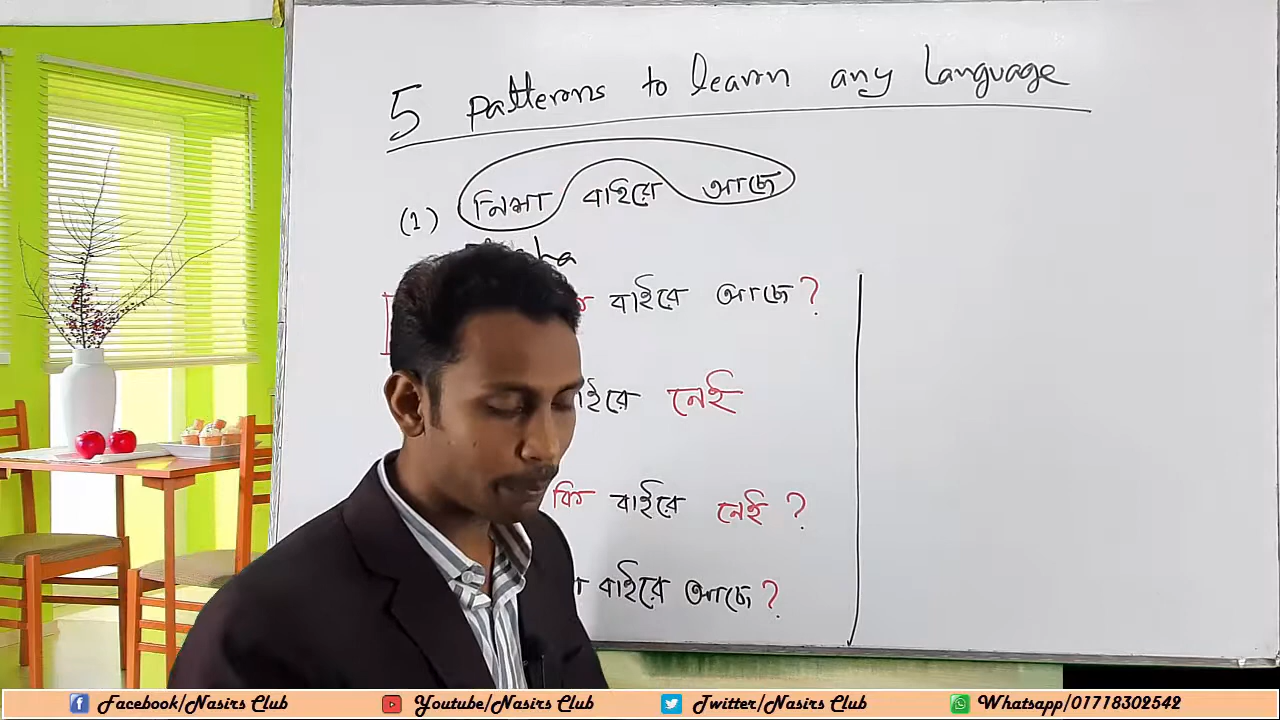 5 patterns to learn any Language
(1) নিশা বাইরে আছে
বাইরে আছে?
বাইরে নেই
কি বাইরে নেই ?
বাইরে আছে?
Facebook/Nasirs Club Youtube/Nasirs Club Twitter/Nasirs Club Whatsapp/01778302542